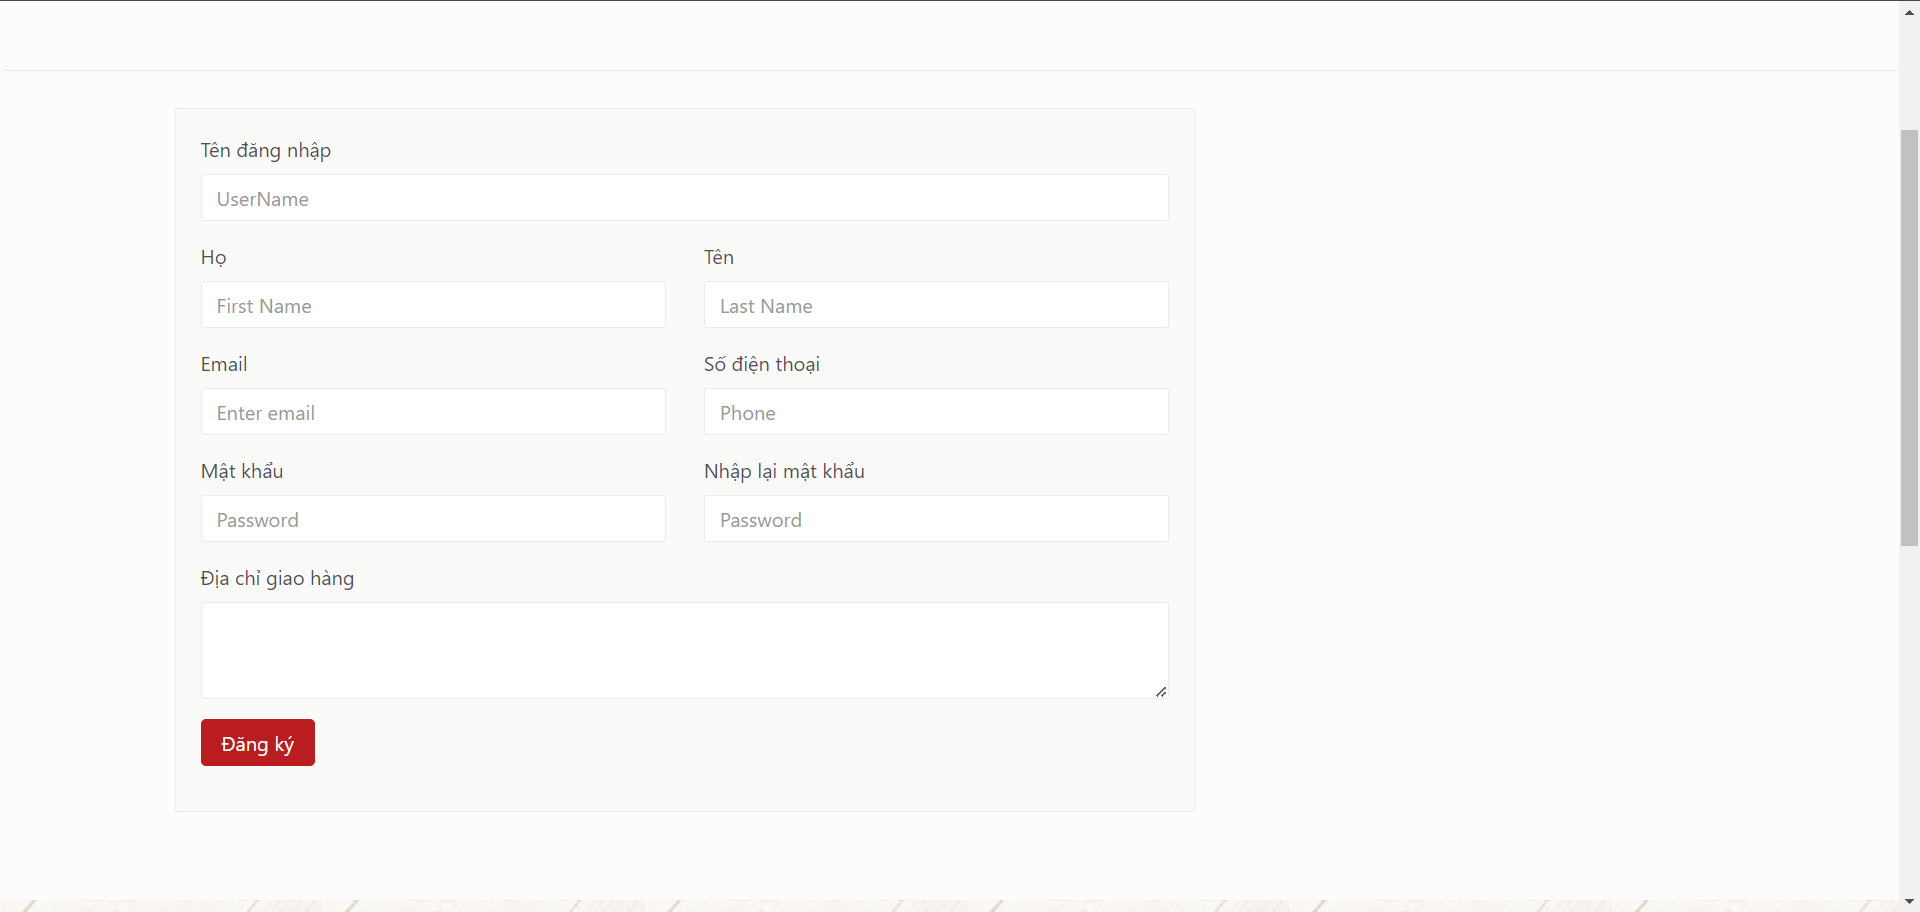 Tên đăng nhập
UserName
Họ
Tên
First Name
Last Name
Email
Số điện thoại
Enter email
Phone
Mật khẩu
Nhập lại mật khẩu
Password
Password
Địa chỉ giao hàng
Đăng ký